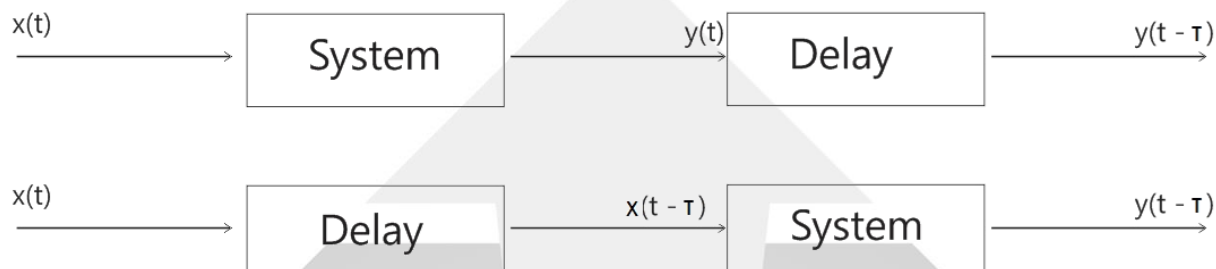 x(t)
System
y(t)
Delay
y(t - τ)
x(t)
Delay
x(t - τ)
System
y(t - τ)